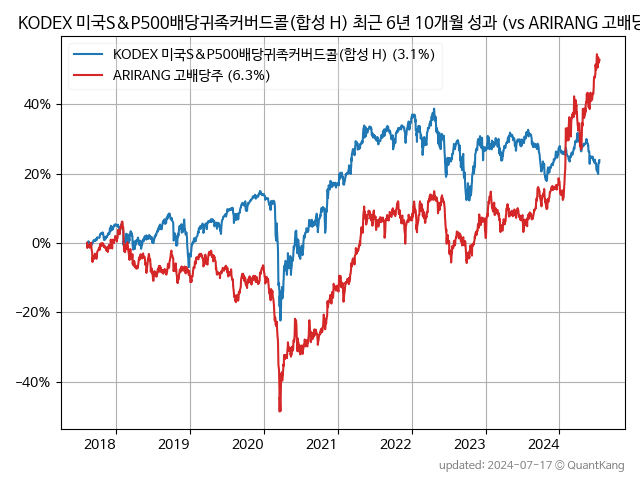 KODEX 미국S&P500배당귀족커버드콜(합성 H) 최근 6년 10개월 성과 (vs ARIRANG 고배당
KODEX 미국S&P500배당귀족커버드콜(합성 H) (3.1%)
ARIRANG 고배당주 (6.3%)
40%
20%
0%
−20%
−40%
2018 2019 2020 2021 2022 2023 2024
updated: 2024-07-17 © QuantKang